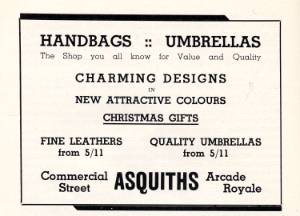 HANDBAGS :: UMBRELLAS
The Shop you all know for Value and Quality
CHARMING DESIGNS
IN
NEW ATTRACTIVE COLOURS
CHRISTMAS GIFTS
FINE LEATHERS QUALITY UMBRELLAS
from 5/11 from 5/11
Commercial Street ASQUITHS Arcade Royale